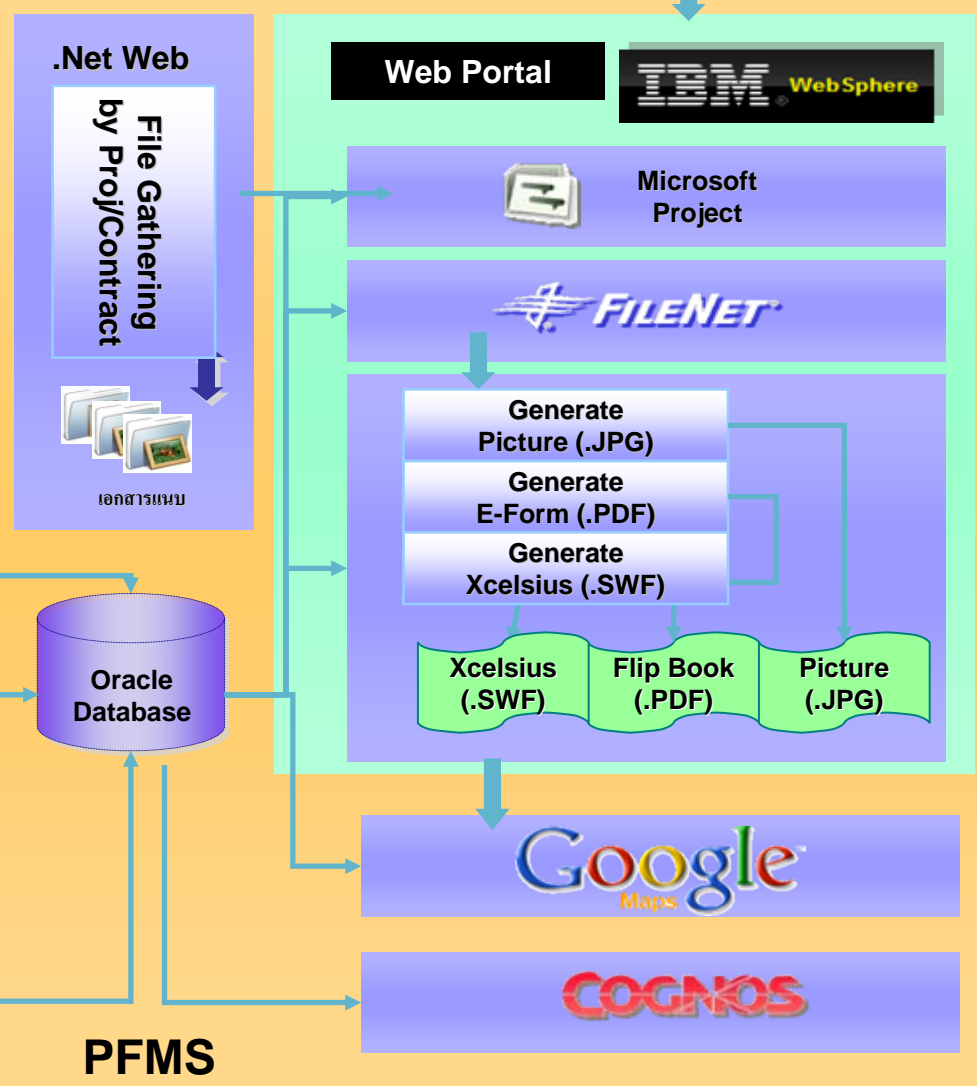 .Net Web
File Gathering
by Proj/Contract
เอกสารแนบ
Web Portal
IBM® WebSphere
Microsoft
Project
FILENET
Generate
Picture (.JPG)
Generate
E-Form (.PDF)
Generate
Xcelsius (.SWF)
Xcelsius
(.SWF)
Flip Book
(.PDF)
Picture
(.JPG)
Oracle
Database
Google
Maps
COGNOS
PFMS